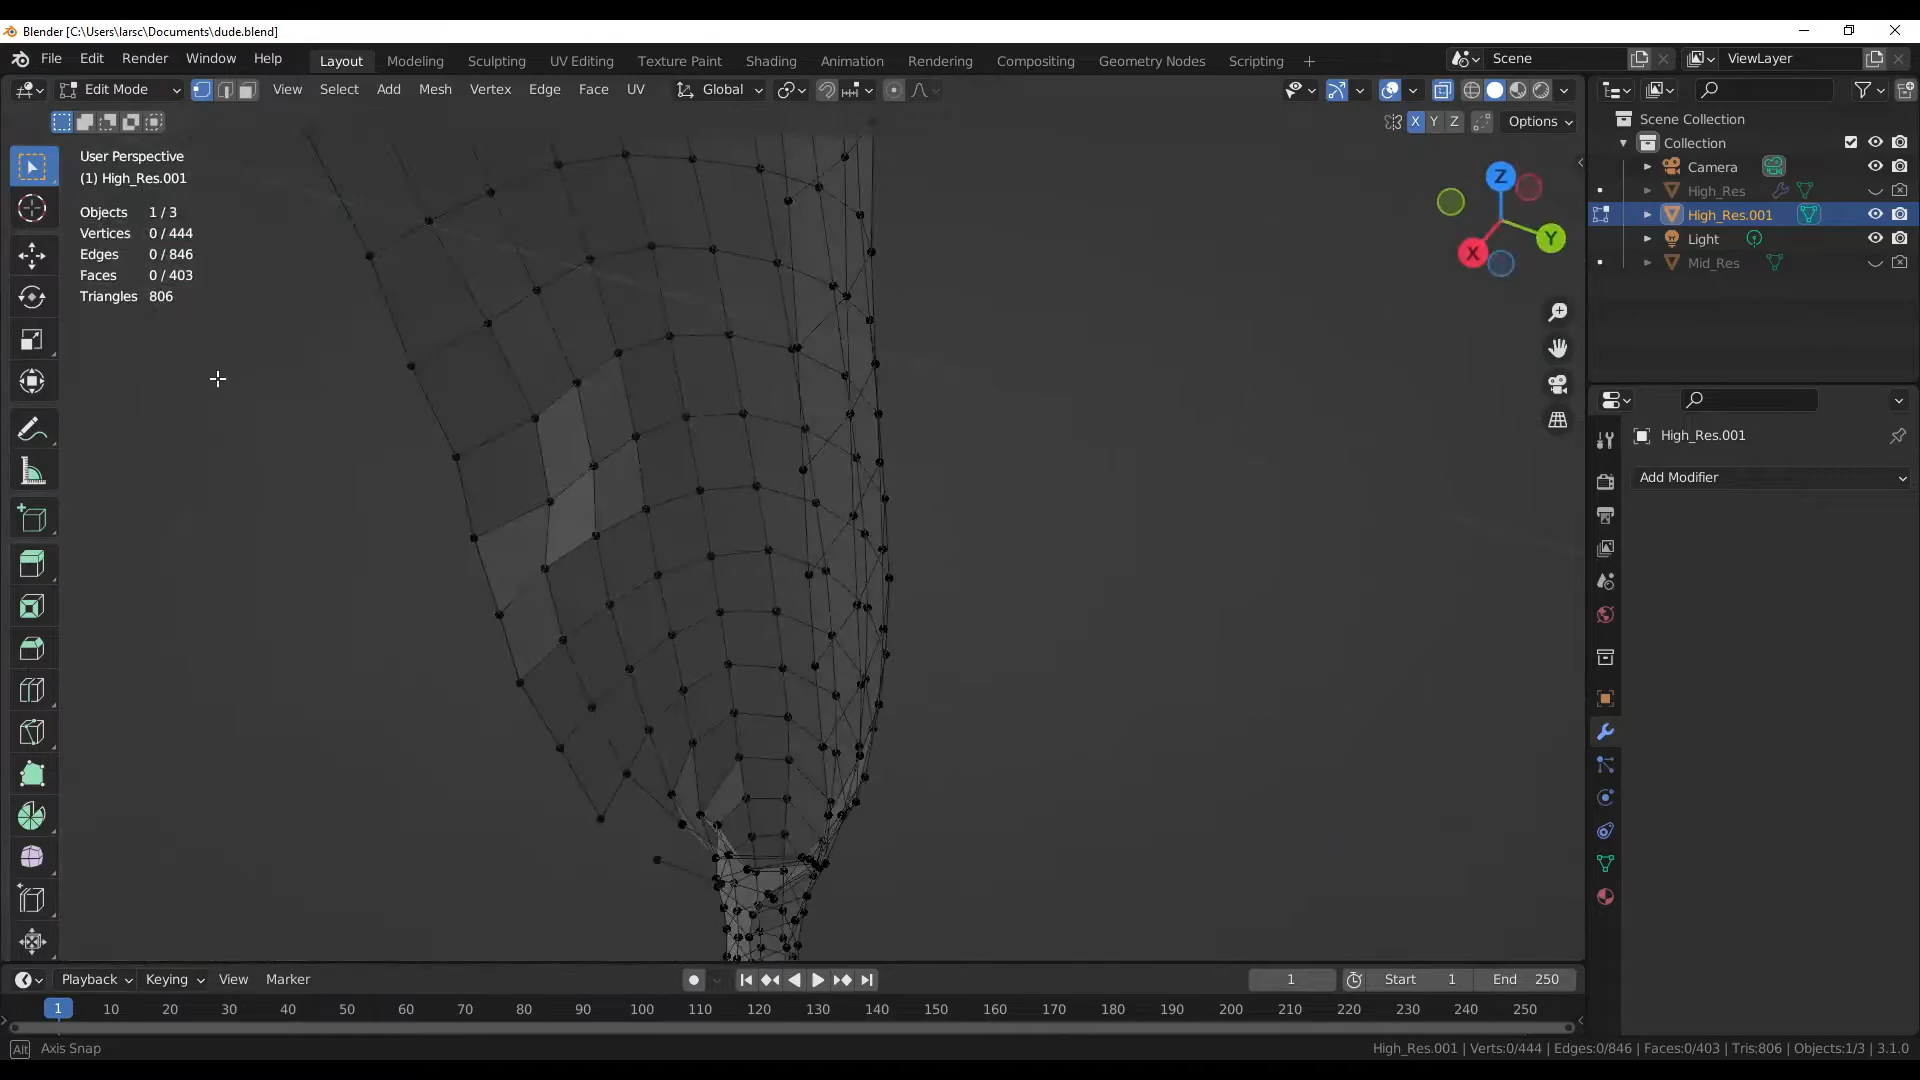 Blender [C:\Users\larsc\Documents\dude.blend]
File Edit Render Window Help Layout Modeling Sculpting UV Editing Texture Paint Shading Animation Rendering Compositing Geometry Nodes Scripting + Scene ViewLayer
Edit Mode View Select Add Mesh Vertex Edge Face UV Global
X Y Z Options
User Perspective
(1) High_Res.001
Objects 1 / 3
Vertices 0 / 444
Edges 0 / 846
Faces 0 / 403
Triangles 806
Z
Y
X
Scene Collection
Collection
Camera
High_Res
High_Res.001
Light
Mid_Res
High_Res.001
Add Modifier
Playback Keying View Marker 1 Start 1 End 250
1 10 20 30 40 50 60 70 80 90 100 110 120 130 140 150 160 170 180 190 200 210 220 230 240 250
Alt Axis Snap High_Res.001 | Verts:0/444 | Edges:0/846 | Faces:0/403 | Tris:806 | Objects:1/3 | 3.1.0